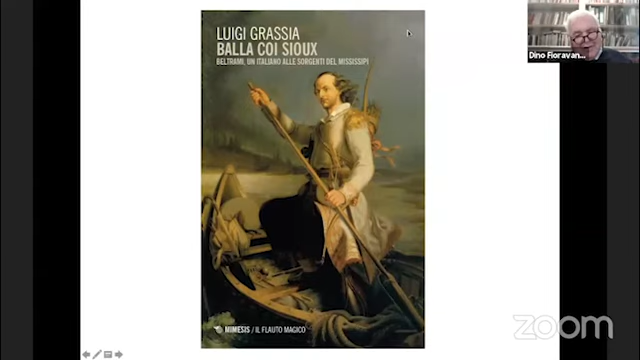 LUIGI GRASSIA
BALLA COI SIOUX
BELTRAMI, UN ITALIANO ALLE SORGENTI DEL MISSISSIPI
MIMESIS / IL FLAUTO MAGICO
Dino Fioravan...
zoom